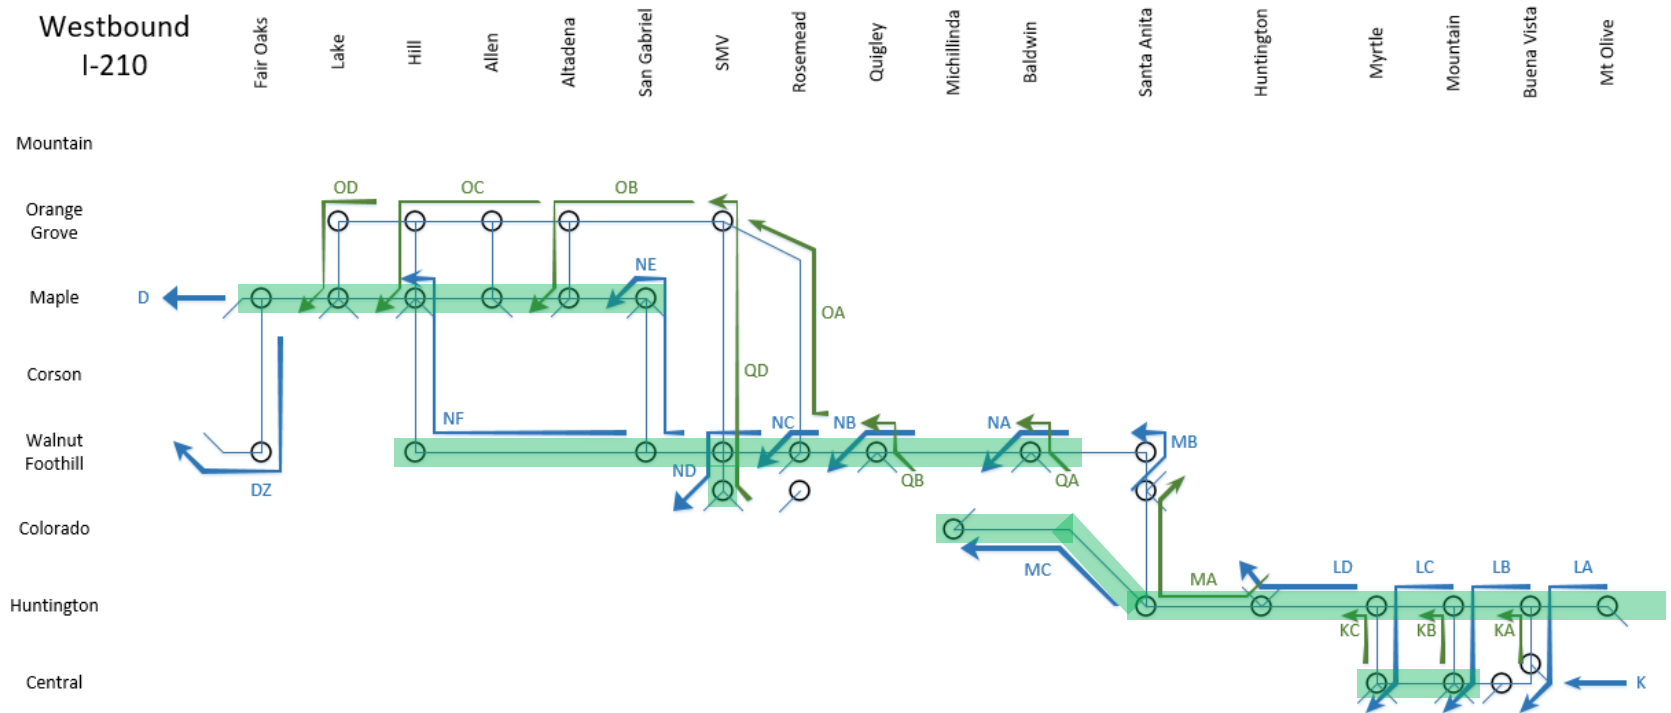 Westbound
I-210
Fair Oaks
Lake
Hill
Allen
Altadena
San Gabriel
SMV
Rosemead
Quigley
Michillinda
Baldwin
Santa Anita
Huntington
Myrtle
Mountain
Buena Vista
Mt Olive
Mountain
OD
OC
OB
Orange
Grove
NE
Maple
D
OA
Corson
QD
NF
NC
NB
NA
MB
Walnut
Foothill
ND
QB
QA
DZ
Colorado
MC
MA
LD
LC
LB
LA
Huntington
KC
KB
KA
Central
K